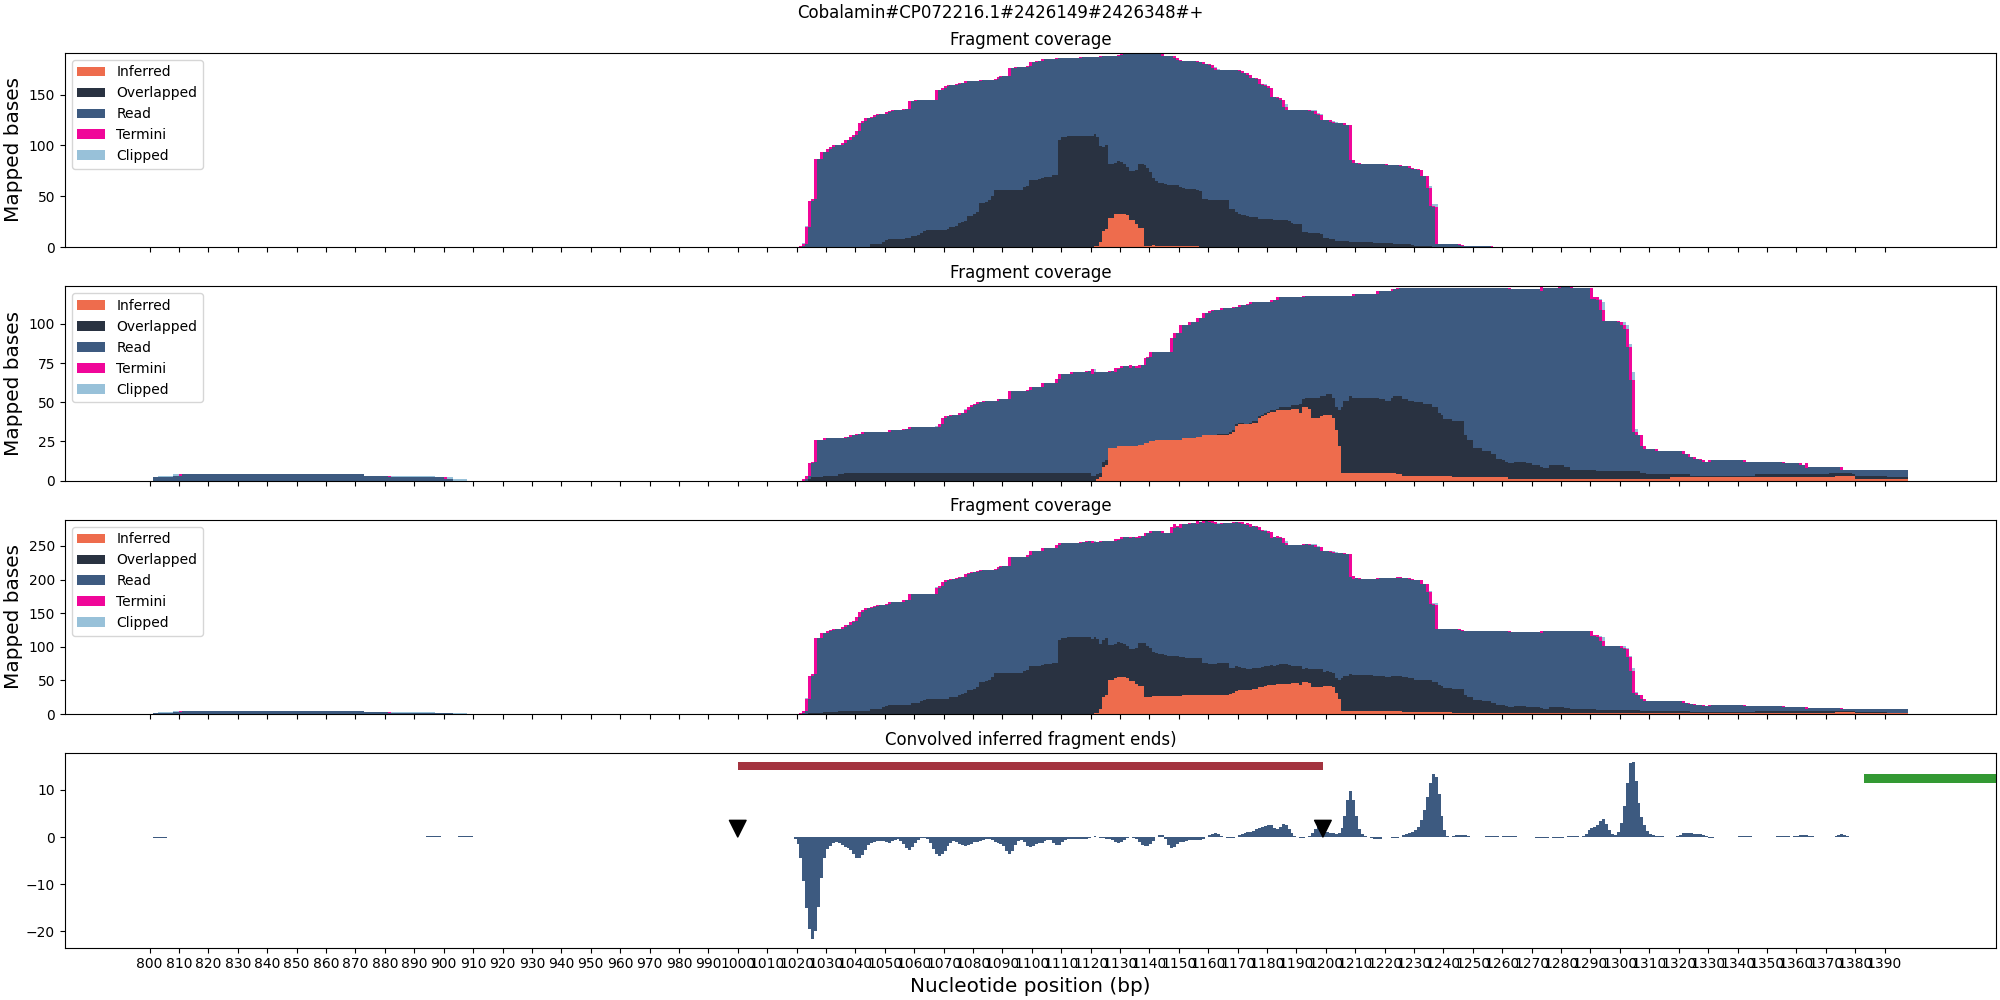 Cobalamin#CP072216.1#2426149#2426348#+
Fragment coverage
Mapped bases
150
100
50
0
Inferred
Overlapped
Read
Termini
Clipped
Fragment coverage
Mapped bases
100
75
50
25
0
Inferred
Overlapped
Read
Termini
Clipped
Fragment coverage
Mapped bases
250
200
150
100
50
0
Inferred
Overlapped
Read
Termini
Clipped
Convolved inferred fragment ends)
10
0
−10
−20
800 810 820 830 840 850 860 870 880 890 900 910 920 930 940 950 960 970 980 990 1000 1010 1020 1030 1040 1050 1060 1070 1080 1090 1100 1110 1120 1130 1140 1150 1160 1170 1180 1190 1200 1210 1220 1230 1240 1250 1260 1270 1280 1290 1300 1310 1320 1330 1340 1350 1360 1370 1380 1390
Nucleotide position (bp)